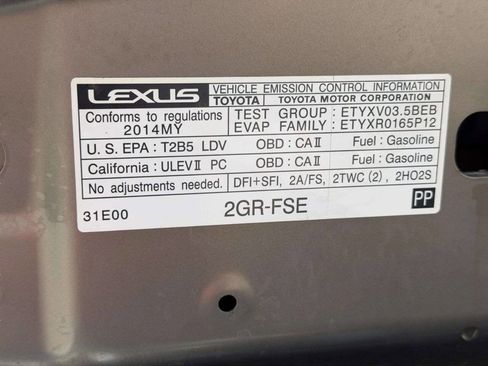 LEXUS VEHICLE EMISSION CONTROL INFORMATION
TOYOTA TOYOTA MOTOR CORPORATION
Conforms to regulations
2014MY
TEST GROUP : ETYXV03.5BEB
EVAP FAMILY : ETYXR0165P12
U.S. EPA : T2B5 LDV OBD : CAII Fuel : Gasoline
California : ULEVII PC OBD : CAII Fuel : Gasoline
No adjustments needed. DFI+SFI, 2A/FS, 2TWC (2), 2HO2S
31E00 2GR-FSE PP